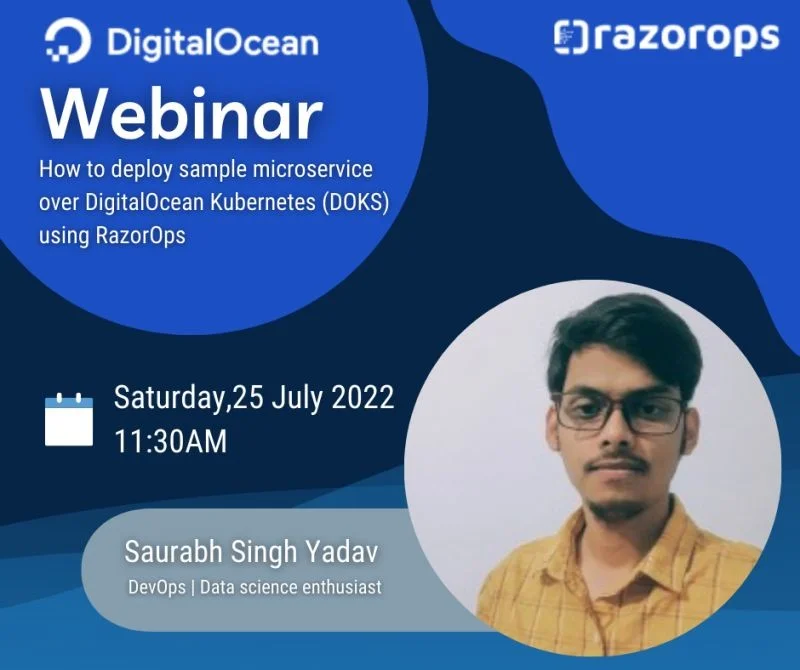 DigitalOcean
razorops
Webinar
How to deploy sample microservice
over DigitalOcean Kubernetes (DOKS)
using RazorOps
Saturday,25 July 2022
11:30AM
Saurabh Singh Yadav
DevOps | Data science enthusiast